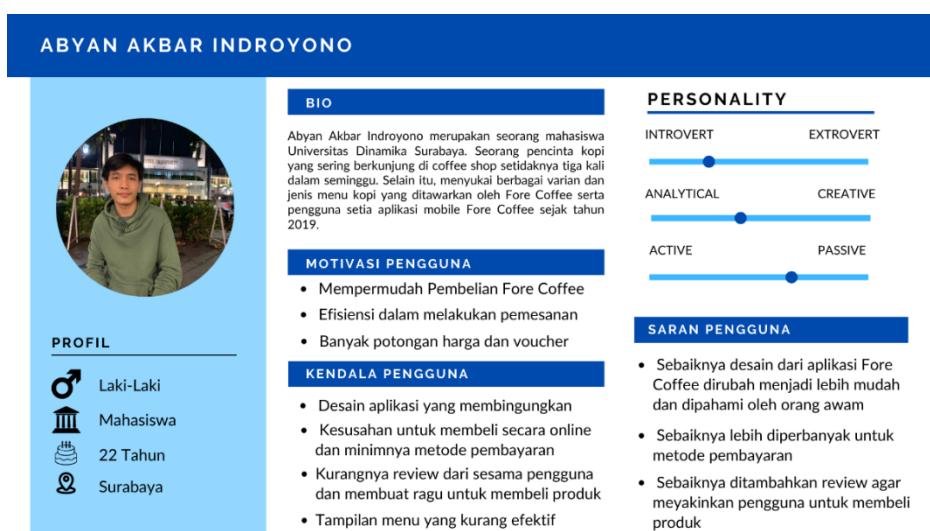 ABYAN AKBAR INDROYONO
PROFIL
Laki-Laki
Mahasiswa
22 Tahun
Surabaya
BIO
Abyan Akbar Indroyono merupakan seorang mahasiswa
Universitas Dinamika Surabaya. Seorang pencinta kopi
yang sering berkunjung di coffee shop setidaknya tiga kali
dalam seminggu. Selain itu, menyukai berbagai varian dan
jenis menu kopi yang ditawarkan oleh Fore Coffee serta
pengguna setia aplikasi mobile Fore Coffee sejak tahun
2019.
MOTIVASI PENGGUNA
• Mempermudah Pembelian Fore Coffee
• Efisiensi dalam melakukan pemesanan
• Banyak potongan harga dan voucher
KENDALA PENGGUNA
• Desain aplikasi yang membingungkan
• Kesusahan untuk membeli secara online
dan minimnya metode pembayaran
• Kurangnya review dari sesama pengguna
dan membuat ragu untuk membeli produk
• Tampilan menu yang kurang efektif
PERSONALITY
INTROVERT EXTROVERT
ANALYTICAL CREATIVE
ACTIVE PASSIVE
SARAN PENGGUNA
• Sebaiknya desain dari aplikasi Fore
Coffee dirubah menjadi lebih mudah
dan dipahami oleh orang awam
• Sebaiknya lebih diperbanyak untuk
metode pembayaran
• Sebaiknya ditambahkan review agar
meyakinkan pengguna untuk membeli
produk